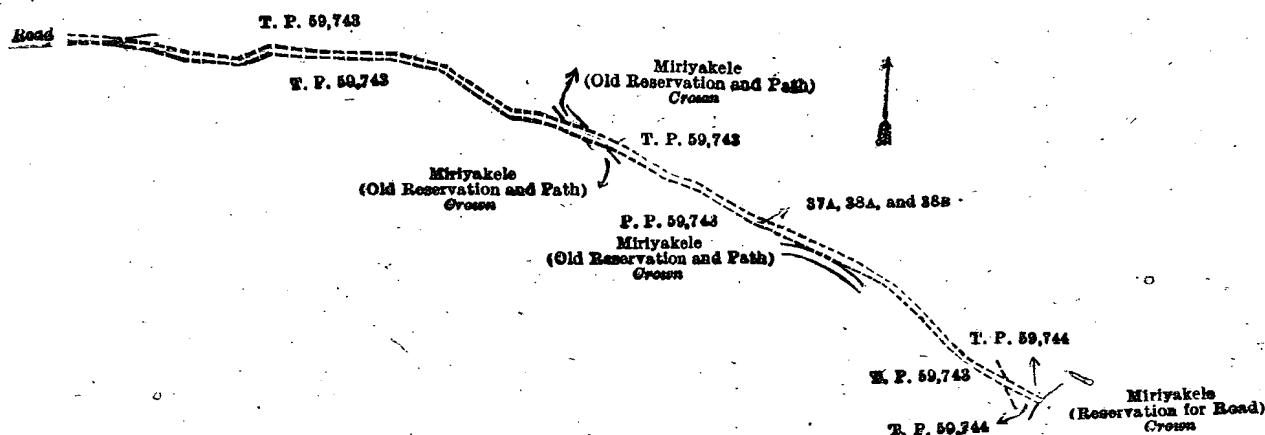 T. P. 59,743
Road
T. P. 59,743
Miriyakele
(Old Reservation and Path)
Crown
T. P. 59,743
Miriyakele
(Old Reservation and Path)
Crown
37A, 38A, and 38B
P. P. 59,743
Miriyakele
(Old Reservation and Path)
Crown
T. P. 59,744
T. P. 59,743
Miriyakele
(Reservation for Road)
Crown
T. P. 59,744